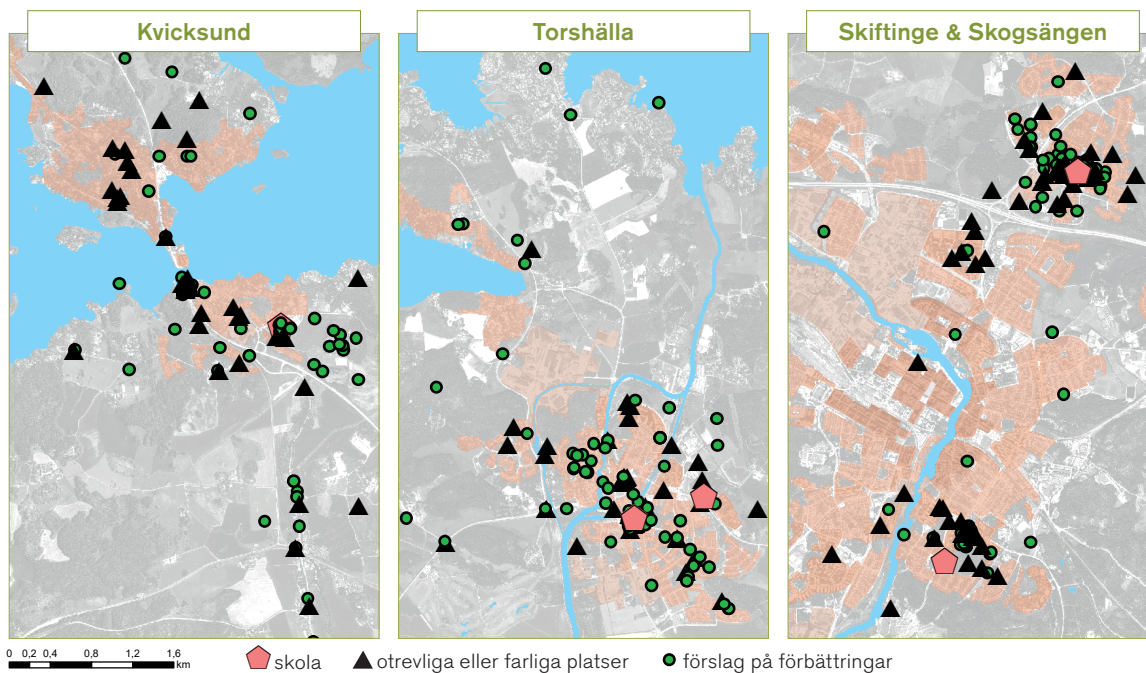 Kvicksund
Torshälla
Skiftinge & Skogsängen
0 0,2 0,4 0,8 1,2 1,6
km
skola
otrevliga eller farliga platser
förslag på förbättringar